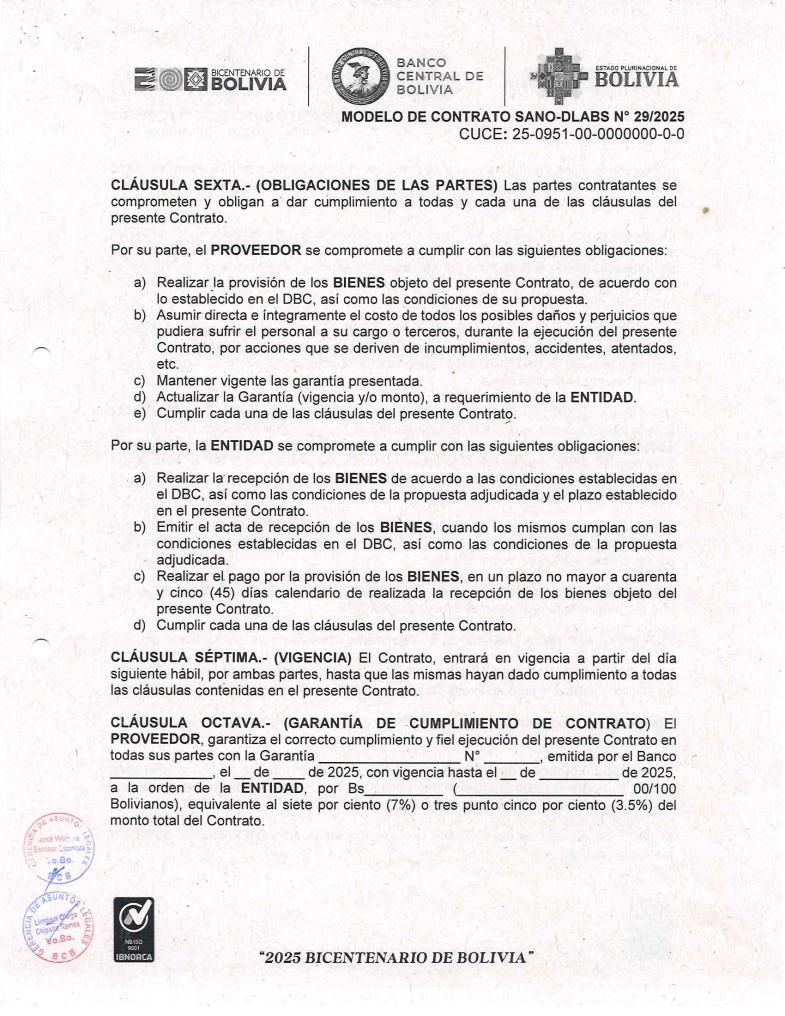 BICENTENARIO DE
BOLIVIA
BANCO
CENTRAL DE
BOLIVIA
ESTADO PLURINACIONAL DE
BOLIVIA
MODELO DE CONTRATO SANO-DLABS N° 29/2025
CUCE: 25-0951-00-0000000-0-0
CLÁUSULA SEXTA.- (OBLIGACIONES DE LAS PARTES) Las partes contratantes se
comprometen y obligan a dar cumplimiento a todas y cada una de las cláusulas del
presente Contrato.
Por su parte, el PROVEEDOR se compromete a cumplir con las siguientes obligaciones:
a) Realizar la provisión de los BIENES objeto del presente Contrato, de acuerdo con
lo establecido en el DBC, así como las condiciones de su propuesta.
b) Asumir directa e íntegramente el costo de todos los posibles daños y perjuicios que
pudiera sufrir el personal a su cargo o terceros, durante la ejecución del presente
Contrato, por acciones que se deriven de incumplimientos, accidentes, atentados,
etc.
c) Mantener vigente las garantía presentada.
d) Actualizar la Garantía (vigencia y/o monto), a requerimiento de la ENTIDAD.
e) Cumplir cada una de las cláusulas del presente Contrato.
Por su parte, la ENTIDAD se compromete a cumplir con las siguientes obligaciones:
a) Realizar la recepción de los BIENES de acuerdo a las condiciones establecidas en
el DBC, así como las condiciones de la propuesta adjudicada y el plazo establecido
en el presente Contrato.
b) Emitir el acta de recepción de los BIENES, cuando los mismos cumplan con las
condiciones establecidas en el DBC, así como las condiciones de la propuesta
adjudicada.
c) Realizar el pago por la provisión de los BIENES, en un plazo no mayor a cuarenta
y cinco (45) días calendario de realizada la recepción de los bienes objeto del
presente Contrato.
d) Cumplir cada una de las cláusulas del presente Contrato.
CLÁUSULA SÉPTIMA.- (VIGENCIA) El Contrato, entrará en vigencia a partir del día
siguiente hábil, por ambas partes, hasta que las mismas hayan dado cumplimiento a todas
las cláusulas contenidas en el presente Contrato.
CLÁUSULA OCTAVA.- (GARANTÍA DE CUMPLIMIENTO DE CONTRATO) El
PROVEEDOR, garantiza el correcto cumplimiento y fiel ejecución del presente Contrato en
todas sus partes con la Garantía __________________ N° _______, emitida por el Banco
_____________, el __ de ____ de 2025, con vigencia hasta el __ de __________ de 2025,
a la orden de la ENTIDAD, por Bs__________ (_____________________ 00/100
Bolivianos), equivalente al siete por ciento (7%) o tres punto cinco por ciento (3.5%) del
monto total del Contrato.
GERENCIA DE ASUNTOS LEGALES
Vo.Bo.
BCB
GERENCIA DE ASUNTOS LEGALES
Vo.Bo.
BCB
NB/ISO
9001
IBNORCA
"2025 BICENTENARIO DE BOLIVIA"